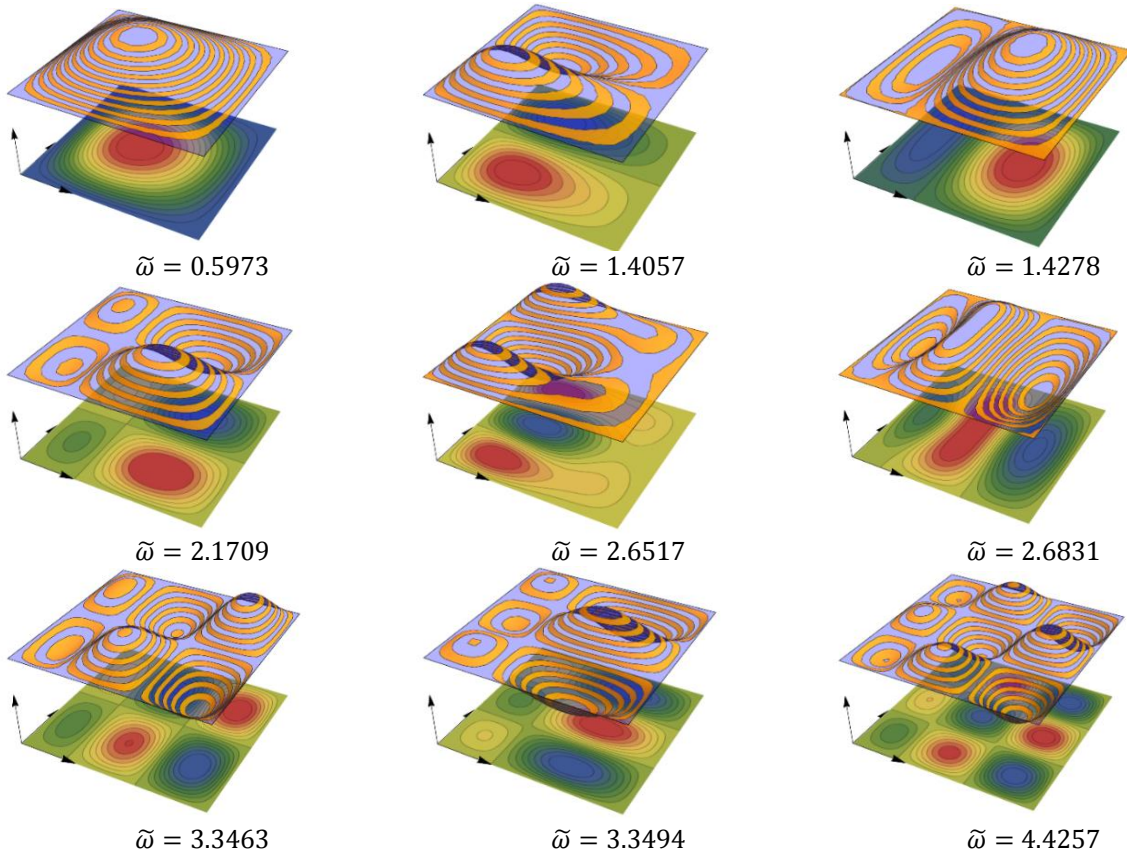 ω̃ = 0.5973
ω̃ = 1.4057
ω̃ = 1.4278
ω̃ = 2.1709
ω̃ = 2.6517
ω̃ = 2.6831
ω̃ = 3.3463
ω̃ = 3.3494
ω̃ = 4.4257